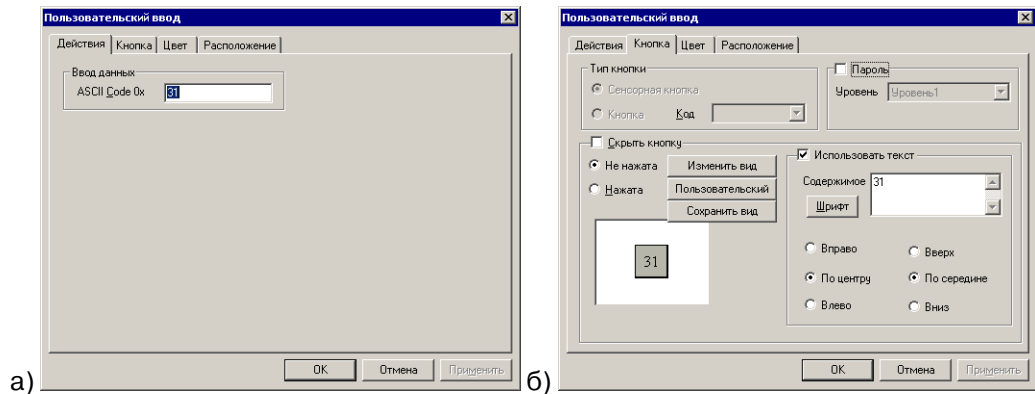 Пользовательский ввод
Действия Кнопка Цвет Расположение
Ввод данных
ASCII Code 0x 31
OK Отмена Применить
а)
Пользовательский ввод
Действия Кнопка Цвет Расположение
Тип кнопки
Сенсорная кнопка
Кнопка Код
Пароль
Уровень Уровень1
Скрыть кнопку
Не нажата Изменить вид
Нажата Пользовательский
Сохранить вид
31
Использовать текст
Содержимое 31
Шрифт
Вправо Вверх
По центру По середине
Влево Вниз
OK Отмена Применить
б)